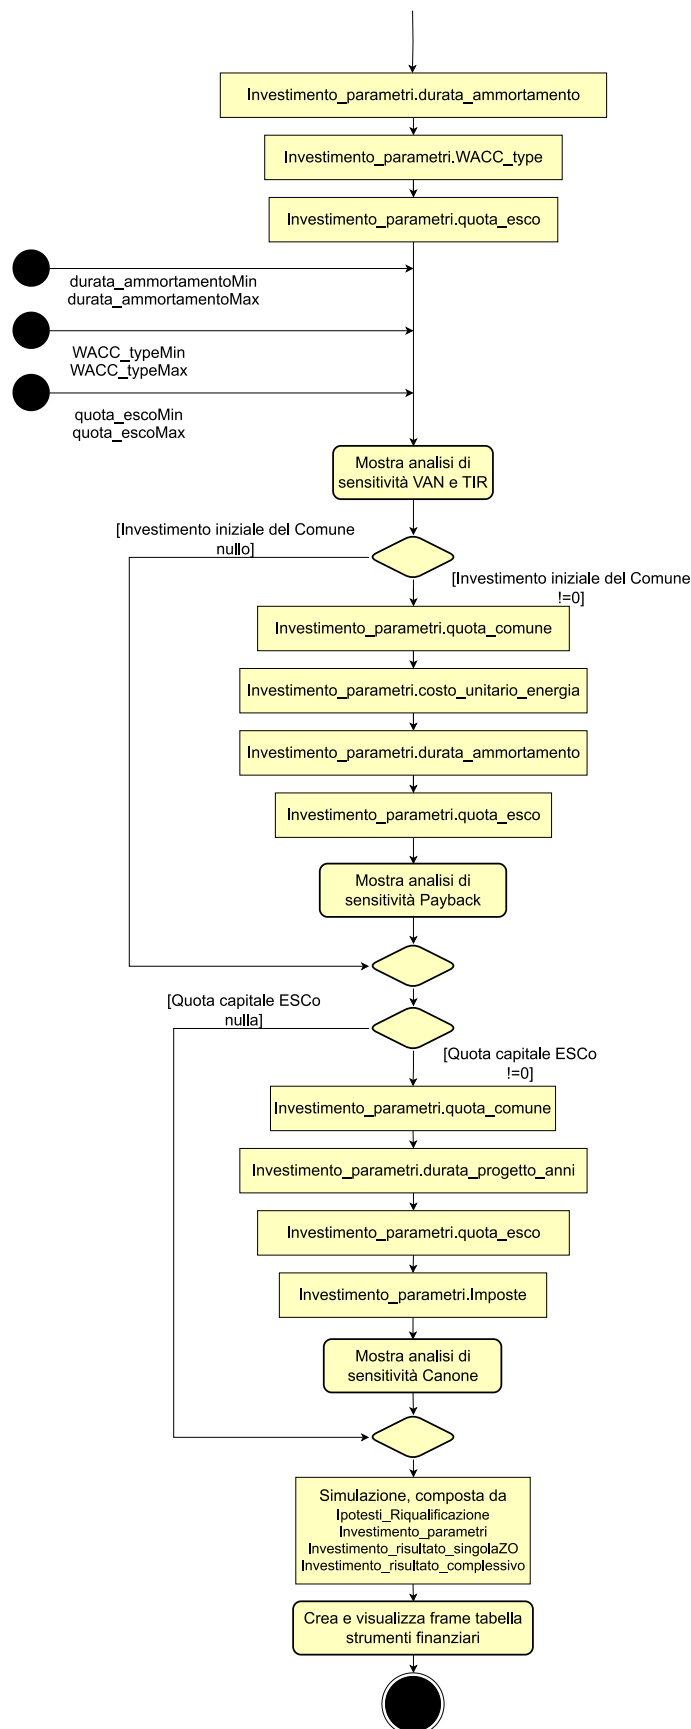 Investimento_parametri.durata_ammortamento
Investimento_parametri.WACC_type
Investimento_parametri.quota_esco
durata_ammortamentoMin
durata_ammortamentoMax
WACC_typeMin
WACC_typeMax
quota_escoMin
quota_escoMax
Mostra analisi di
sensitività VAN e TIR
[Investimento iniziale del Comune
nullo]
[Investimento iniziale del Comune
!=0]
Investimento_parametri.quota_comune
Investimento_parametri.costo_unitario_energia
Investimento_parametri.durata_ammortamento
Investimento_parametri.quota_esco
Mostra analisi di
sensitività Payback
[Quota capitale ESCo
nulla]
[Quota capitale ESCo
!=0]
Investimento_parametri.quota_comune
Investimento_parametri.durata_progetto_anni
Investimento_parametri.quota_esco
Investimento_parametri.Imposte
Mostra analisi di
sensitività Canone
Simulazione, composta da
Ipotesi_Riqualificazione
Investimento_parametri
Investimento_risultato_singolaZO
Investimento_risultato_complessivo
Crea e visualizza frame tabella
strumenti finanziari